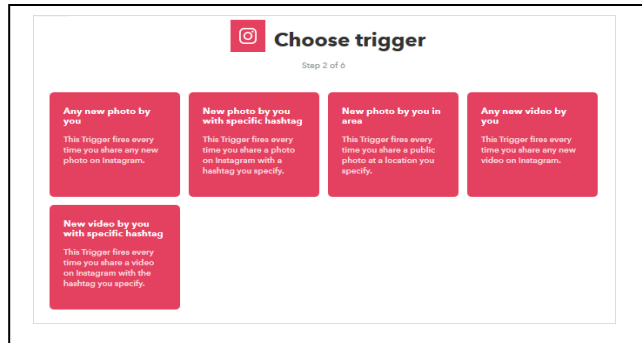 Choose trigger
Step 2 of 6
Any new photo by
you
This Trigger fires every
time you share any new
photo on Instagram.
New photo by you
with specific hashtag
This Trigger fires every
time you share a photo
on Instagram with a
hashtag you specify.
New photo by you in
area
This Trigger fires every
time you share a public
photo at a location you
specify.
Any new video by
you
This Trigger fires every
time you share any new
video on Instagram.
New video by you
with specific hashtag
This Trigger fires every
time you share a video
on Instagram with the
hashtag you specify.